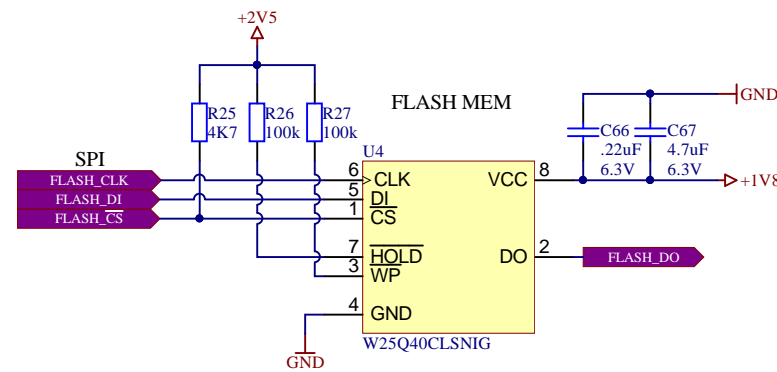 +2V5
R25
4K7
R26
100k
R27
100k
FLASH MEM
GND
C66
.22uF
6.3V
C67
4.7uF
6.3V
+1V8
SPI
FLASH_CLK
FLASH_DI
FLASH_CS
U4
6
CLK
5
DI
1
CS
7
HOLD
3
WP
4
GND
VCC
8
DO
2
FLASH_DO
W25Q40CLSNIG
GND